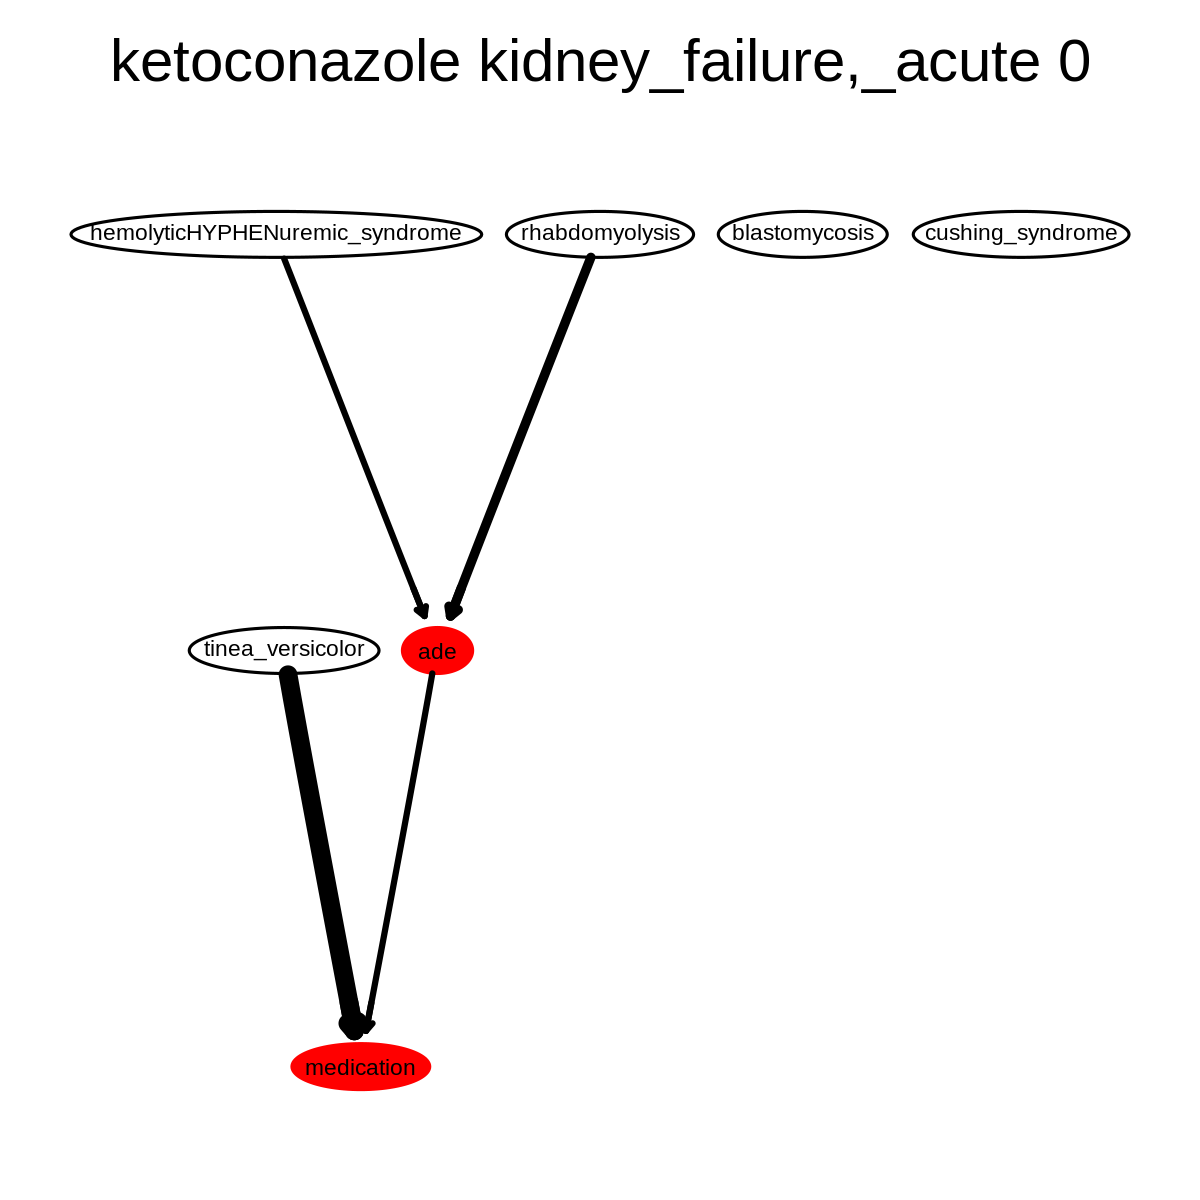 ketoconazole kidney_failure,_acute 0
hemolyticHYPHENuremic_syndrome rhabdomyolysis blastomycosis cushing_syndrome
tinea_versicolor ade
medication